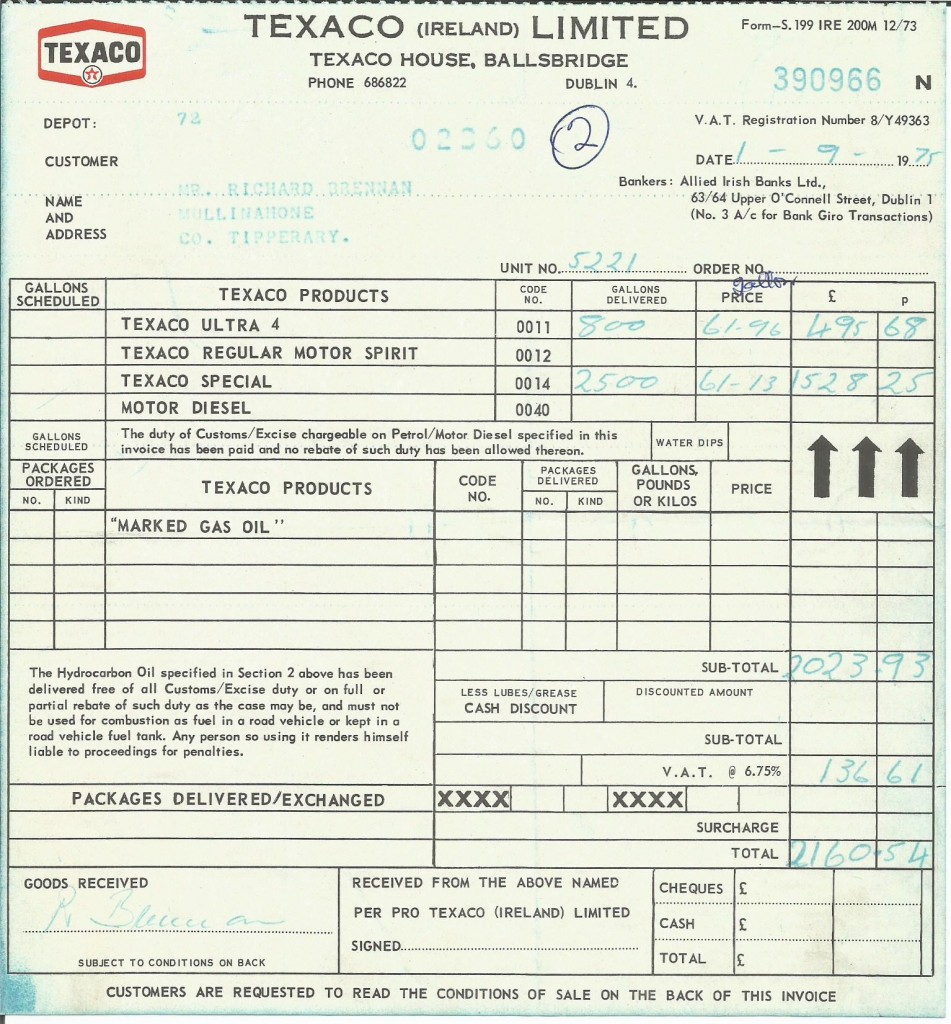 TEXACO
TEXACO (IRELAND) LIMITED
TEXACO HOUSE, BALLSBRIDGE
PHONE 686822 DUBLIN 4.
Form-S. 199 IRE 200M 12/73
390966 N
DEPOT: 72
02360 2
V.A.T. Registration Number 8/Y49363
CUSTOMER
DATE 1 - 9 - 1975
Bankers: Allied Irish Banks Ltd.,
63/64 Upper O'Connell Street, Dublin 1
(No. 3 A/c for Bank Giro Transactions)
NAME AND ADDRESS
MR. RICHARD BRENNAN
MULLINAHONE
CO. TIPPERARY.
UNIT NO. 5221 ORDER NO.
gallon
GALLONS SCHEDULED TEXACO PRODUCTS CODE NO. GALLONS DELIVERED PRICE £ P
TEXACO ULTRA 4 0011 800 61-96 495 68
TEXACO REGULAR MOTOR SPIRIT 0012
TEXACO SPECIAL 0014 2500 61-13 1528 25
MOTOR DIESEL 0040
GALLONS SCHEDULED
The duty of Customs/Excise chargeable on Petrol/Motor Diesel specified in this
invoice has been paid and no rebate of such duty has been allowed thereon.
WATER DIPS
PACKAGES ORDERED TEXACO PRODUCTS CODE NO. PACKAGES DELIVERED GALLONS, POUNDS OR KILOS PRICE
NO. KIND NO. KIND
"MARKED GAS OIL"
SUB-TOTAL 2023.93
The Hydrocarbon Oil specified in Section 2 above has been
delivered free of all Customs/Excise duty or on full or
partial rebate of such duty as the case may be, and must not
be used for combustion as fuel in a road vehicle or kept in a
road vehicle fuel tank. Any person so using it renders himself
liable to proceedings for penalties.
LESS LUBES/GREASE CASH DISCOUNT DISCOUNTED AMOUNT
SUB-TOTAL
V.A.T. @ 6.75% 136 61
PACKAGES DELIVERED/EXCHANGED XXXX XXXX
SURCHARGE
TOTAL 2160.54
GOODS RECEIVED
R Brennan
SUBJECT TO CONDITIONS ON BACK
RECEIVED FROM THE ABOVE NAMED
PER PRO TEXACO (IRELAND) LIMITED
SIGNED
CHEQUES £
CASH £
TOTAL £
CUSTOMERS ARE REQUESTED TO READ THE CONDITIONS OF SALE ON THE BACK OF THIS INVOICE